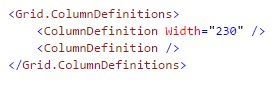 <Grid.ColumnDefinitions>
    <ColumnDefinition Width="230" />
    <ColumnDefinition />
</Grid.ColumnDefinitions>